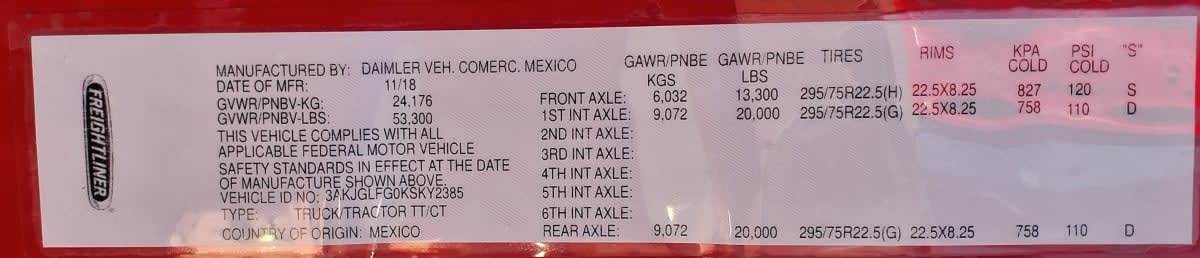 FREIGHTLINER
MANUFACTURED BY: DAIMLER VEH. COMERC. MEXICO
DATE OF MFR: 11/18
GVWR/PNBV-KG: 24,176
GVWR/PNBV-LBS: 53,300
THIS VEHICLE COMPLIES WITH ALL
APPLICABLE FEDERAL MOTOR VEHICLE
SAFETY STANDARDS IN EFFECT AT THE DATE
OF MANUFACTURE SHOWN ABOVE.
VEHICLE ID NO: 3AKJGLFG0KSKY2385
TYPE: TRUCK/TRACTOR TT/CT
COUNTRY OF ORIGIN: MEXICO
GAWR/PNBE GAWR/PNBE TIRES RIMS KPA PSI "S"
KGS LBS COLD COLD
FRONT AXLE: 6,032 13,300 295/75R22.5(H) 22.5X8.25 827 120 S
1ST INT AXLE: 9,072 20,000 295/75R22.5(G) 22.5X8.25 758 110 D
2ND INT AXLE:
3RD INT AXLE:
4TH INT AXLE:
5TH INT AXLE:
6TH INT AXLE:
REAR AXLE: 9,072 20,000 295/75R22.5(G) 22.5X8.25 758 110 D